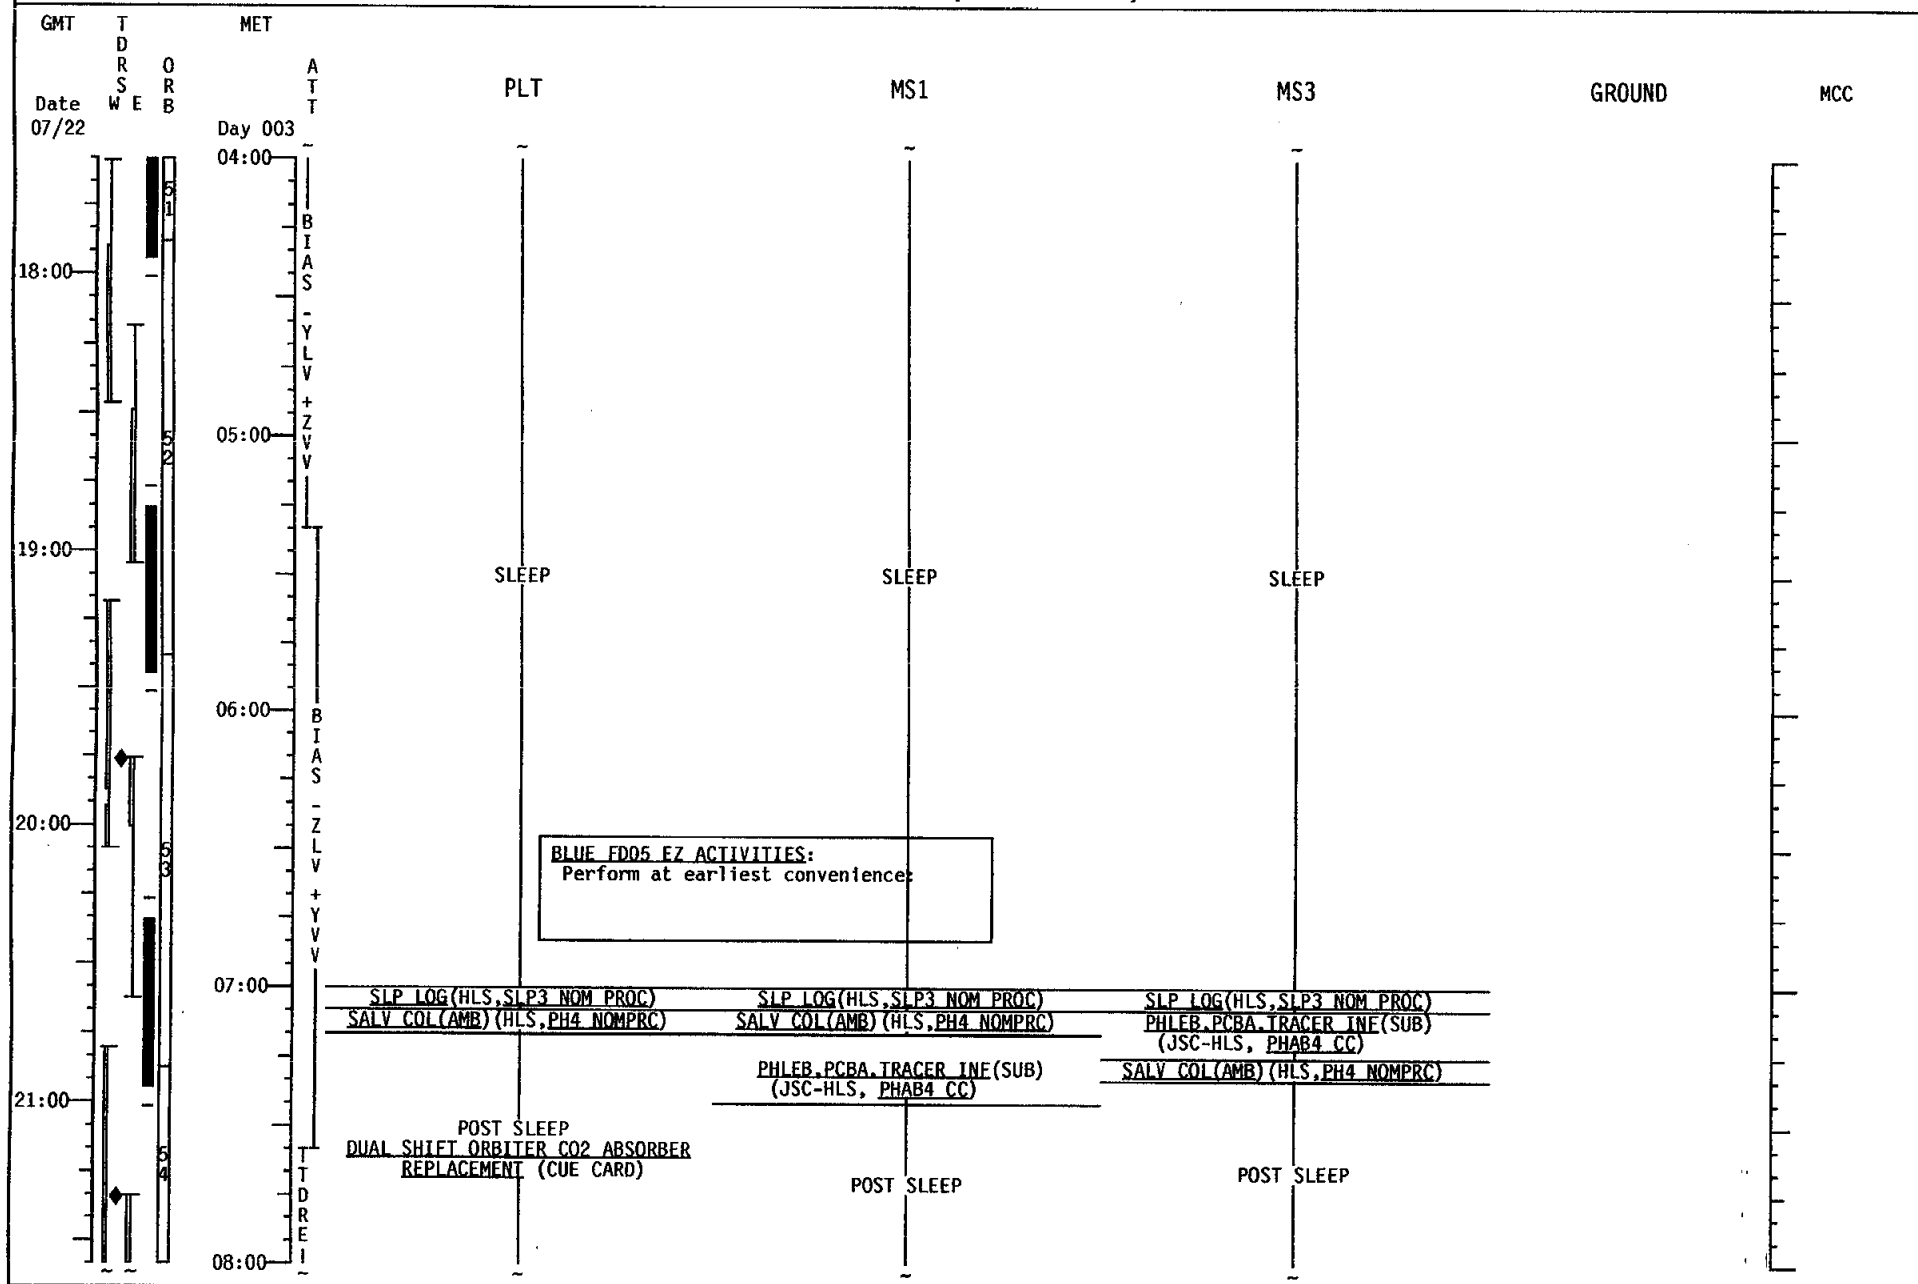 GMT
TDRS
W E
ORB
MET
ATT
PLT
MS1
MS3
GROUND
MCC
Date
07/22
Day 003
04:00
51
BIAS -YLV +ZVV
18:00
05:00
52
19:00
SLEEP
SLEEP
SLEEP
06:00
BIAS -ZLV +YVV
20:00
53
BLUE FD05 EZ ACTIVITIES:
Perform at earliest convenience:
07:00
SLP LOG(HLS,SLP3 NOM PROC)
SALV COL(AMB)(HLS,PH4 NOMPRC)
SLP LOG(HLS,SLP3 NOM PROC)
SALV COL(AMB)(HLS,PH4 NOMPRC)
PHLEB.PCBA.TRACER INF(SUB)
(JSC-HLS, PHAB4 CC)
SLP LOG(HLS,SLP3 NOM PROC)
PHLEB.PCBA.TRACER INF(SUB)
(JSC-HLS, PHAB4 CC)
SALV COL(AMB)(HLS,PH4 NOMPRC)
21:00
54
POST SLEEP
DUAL SHIFT ORBITER CO2 ABSORBER
REPLACEMENT (CUE CARD)
POST SLEEP
POST SLEEP
08:00